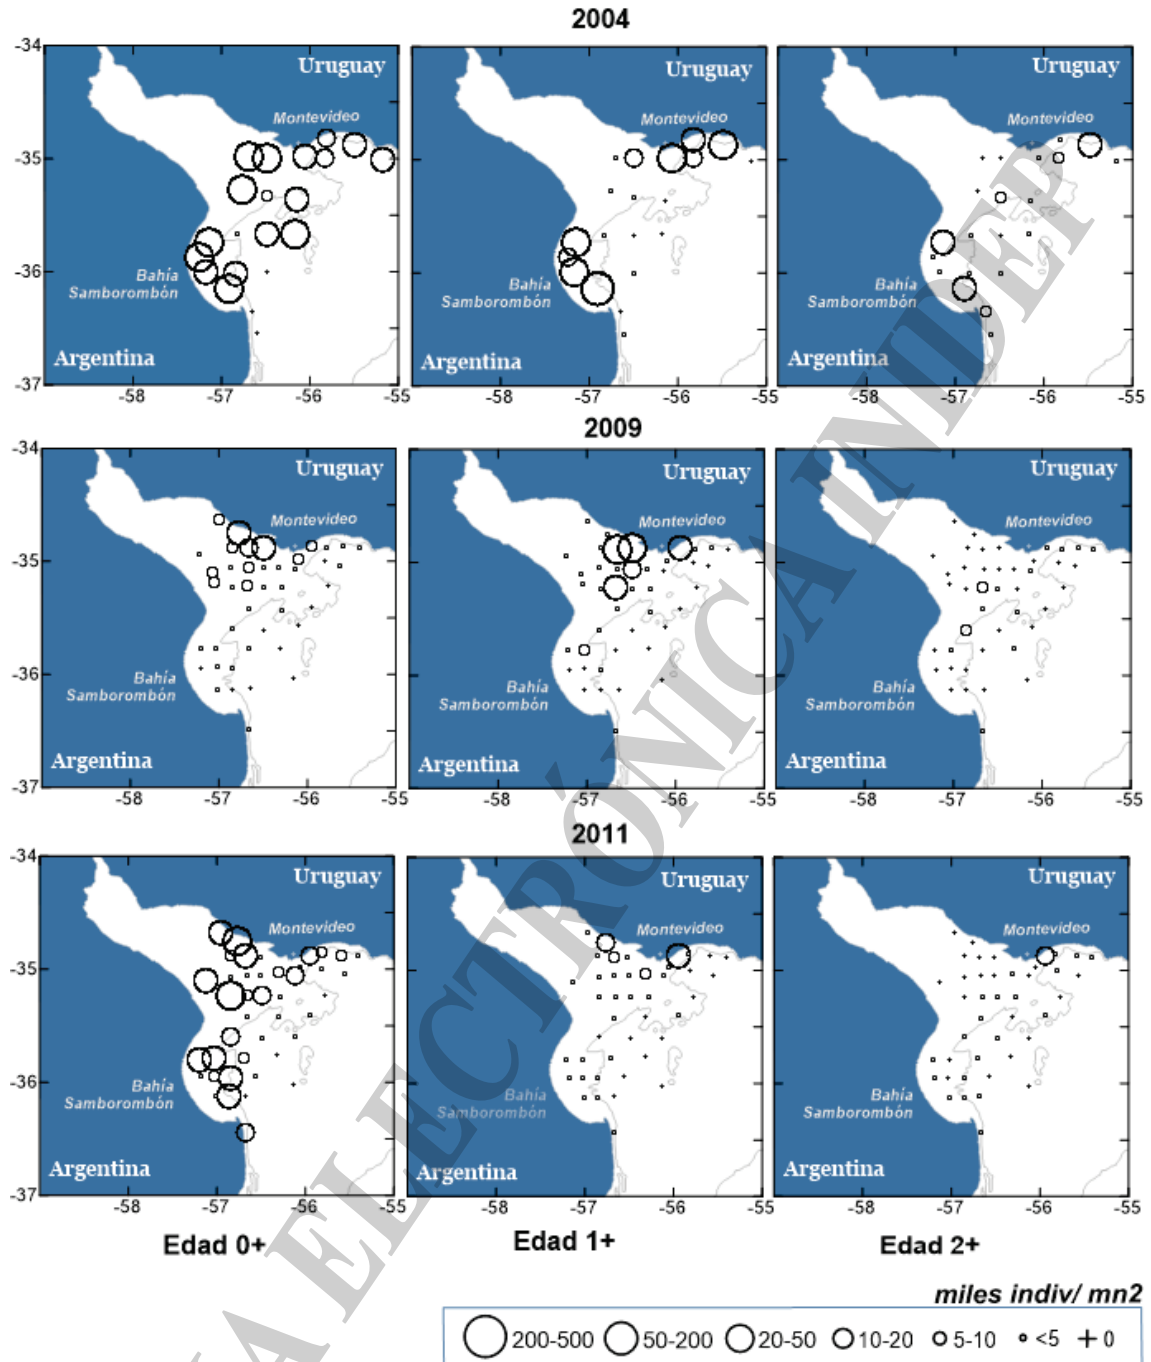 2004
-34
Uruguay
Uruguay
Uruguay
Montevideo
Montevideo
Montevideo
-35
-36
Bahía
Samborombón
Bahía
Samborombón
Bahía
Samborombón
Argentina
Argentina
Argentina
-37
-58 -57 -56 -55
-58 -57 -56 -55
-58 -57 -56 -55
2009
-34
Uruguay
Uruguay
Uruguay
Montevideo
Montevideo
Montevideo
-35
-36
Bahía
Samborombón
Bahía
Samborombón
Bahía
Samborombón
Argentina
Argentina
Argentina
-37
-58 -57 -56 -55
-58 -57 -56 -55
-58 -57 -56 -55
2011
-34
Uruguay
Uruguay
Uruguay
Montevideo
Montevideo
Montevideo
-35
-36
Bahía
Samborombón
Bahía
Samborombón
Bahía
Samborombón
Argentina
Argentina
Argentina
-37
-58 -57 -56 -55
-58 -57 -56 -55
-58 -57 -56 -55
Edad 0+
Edad 1+
Edad 2+
miles indiv/ mn2
200-500 50-200 20-50 10-20 5-10 <5 + 0
ELECTRÓNICA INIDEP